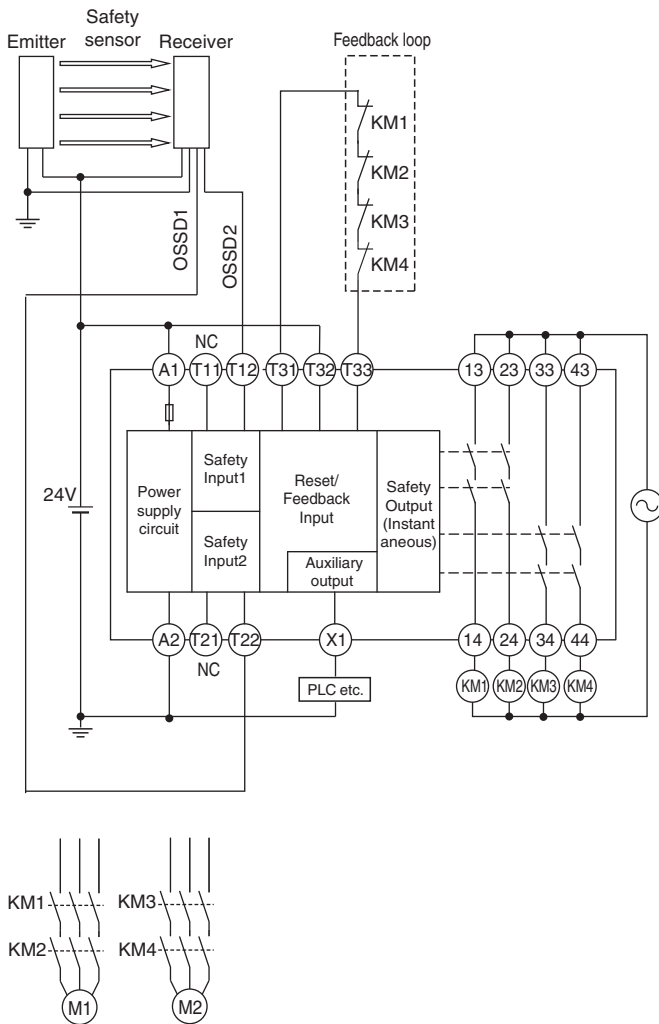 Safety
sensor
Emitter
Receiver
Feedback loop
KM1
KM2
KM3
KM4
OSSD1
OSSD2
NC
A1
T11
T12
T31
T32
T33
13
23
33
43
24V
Power
supply
circuit
Safety
Input1
Safety
Input2
Reset/
Feedback
Input
Auxiliary
output
Safety
Output
(Instant
aneous)
A2
T21
T22
X1
14
24
34
44
NC
PLC etc.
KM1
KM2
KM3
KM4
KM1
KM2
KM3
KM4
M1
M2